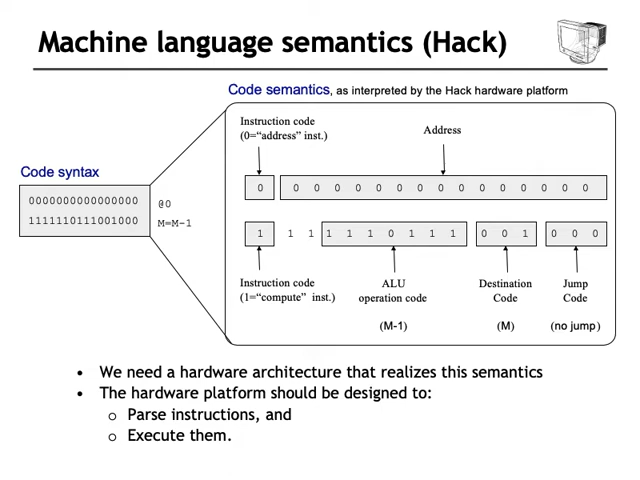 Machine language semantics (Hack)
Code semantics, as interpreted by the Hack hardware platform
Code syntax
0000000000000000 @0
1111110111001000 M=M-1
Instruction code
(0="address" inst.)
Address
0 0 0 0 0 0 0 0 0 0 0 0 0 0 0 0
1 1 1 1 1 1 0 1 1 1 0 0 1 0 0 0
Instruction code
(1="compute" inst.)
ALU
operation code
(M-1)
Destination
Code
(M)
Jump
Code
(no jump)
• We need a hardware architecture that realizes this semantics
• The hardware platform should be designed to:
o Parse instructions, and
o Execute them.